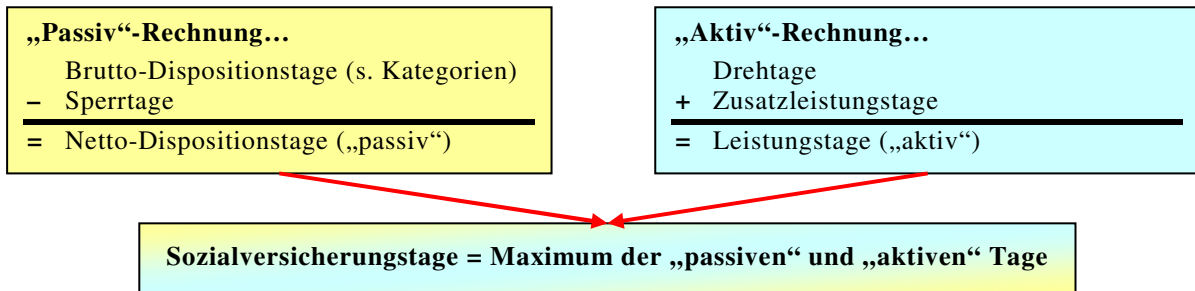 „Passiv“-Rechnung…
Brutto-Dispositionstage (s. Kategorien)
– Sperrtage
= Netto-Dispositionstage („passiv“)
„Aktiv“-Rechnung…
Drehtage
+ Zusatzleistungstage
= Leistungstage („aktiv“)
Sozialversicherungstage = Maximum der „passiven“ und „aktiven“ Tage